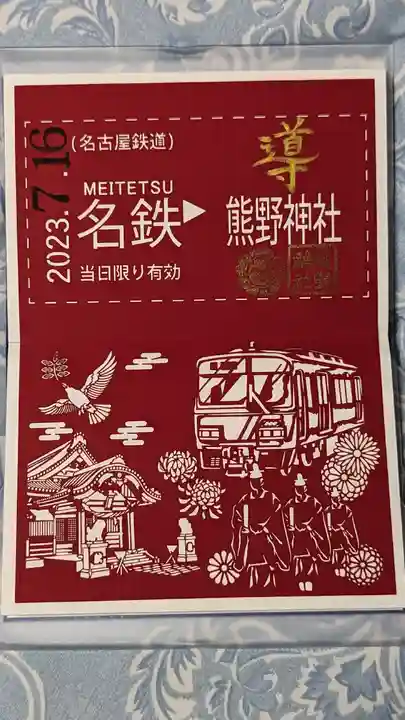 2023.7.16
(名古屋鉄道)
MEITETSU
名鉄
当日限り有効
導
熊野神社